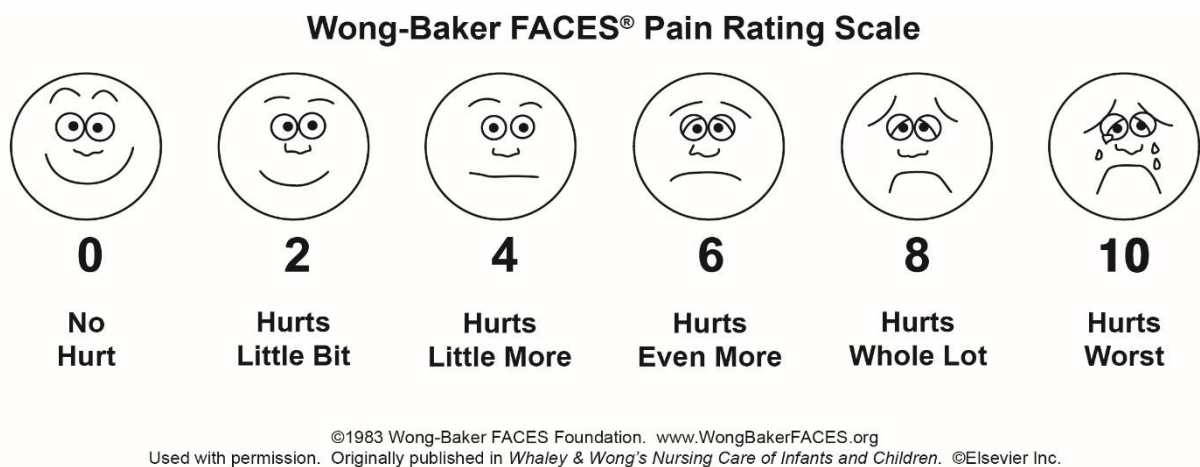 Wong-Baker FACES® Pain Rating Scale
0 2 4 6 8 10
No Hurts Hurts Hurts Hurts Hurts
Hurt Little Bit Little More Even More Whole Lot Worst
©1983 Wong-Baker FACES Foundation. www.WongBakerFACES.org
Used with permission. Originally published in Whaley & Wong's Nursing Care of Infants and Children. ©Elsevier Inc.